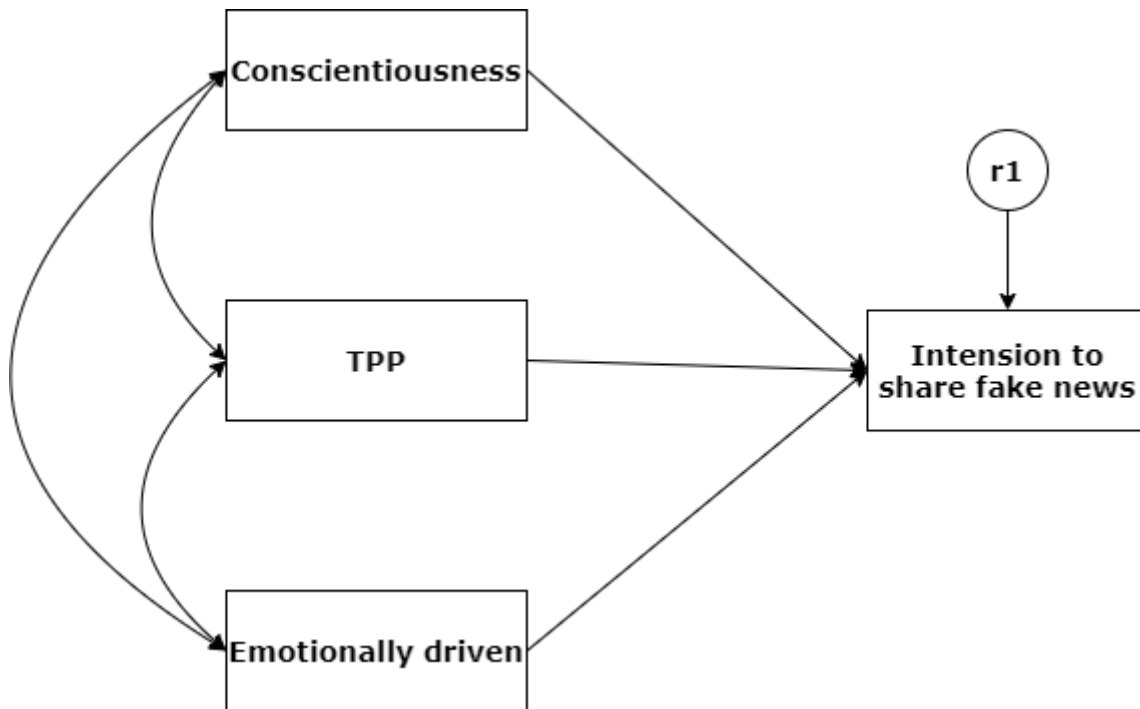 Conscientiousness
r1
TPP
Intension to
share fake news
Emotionally driven